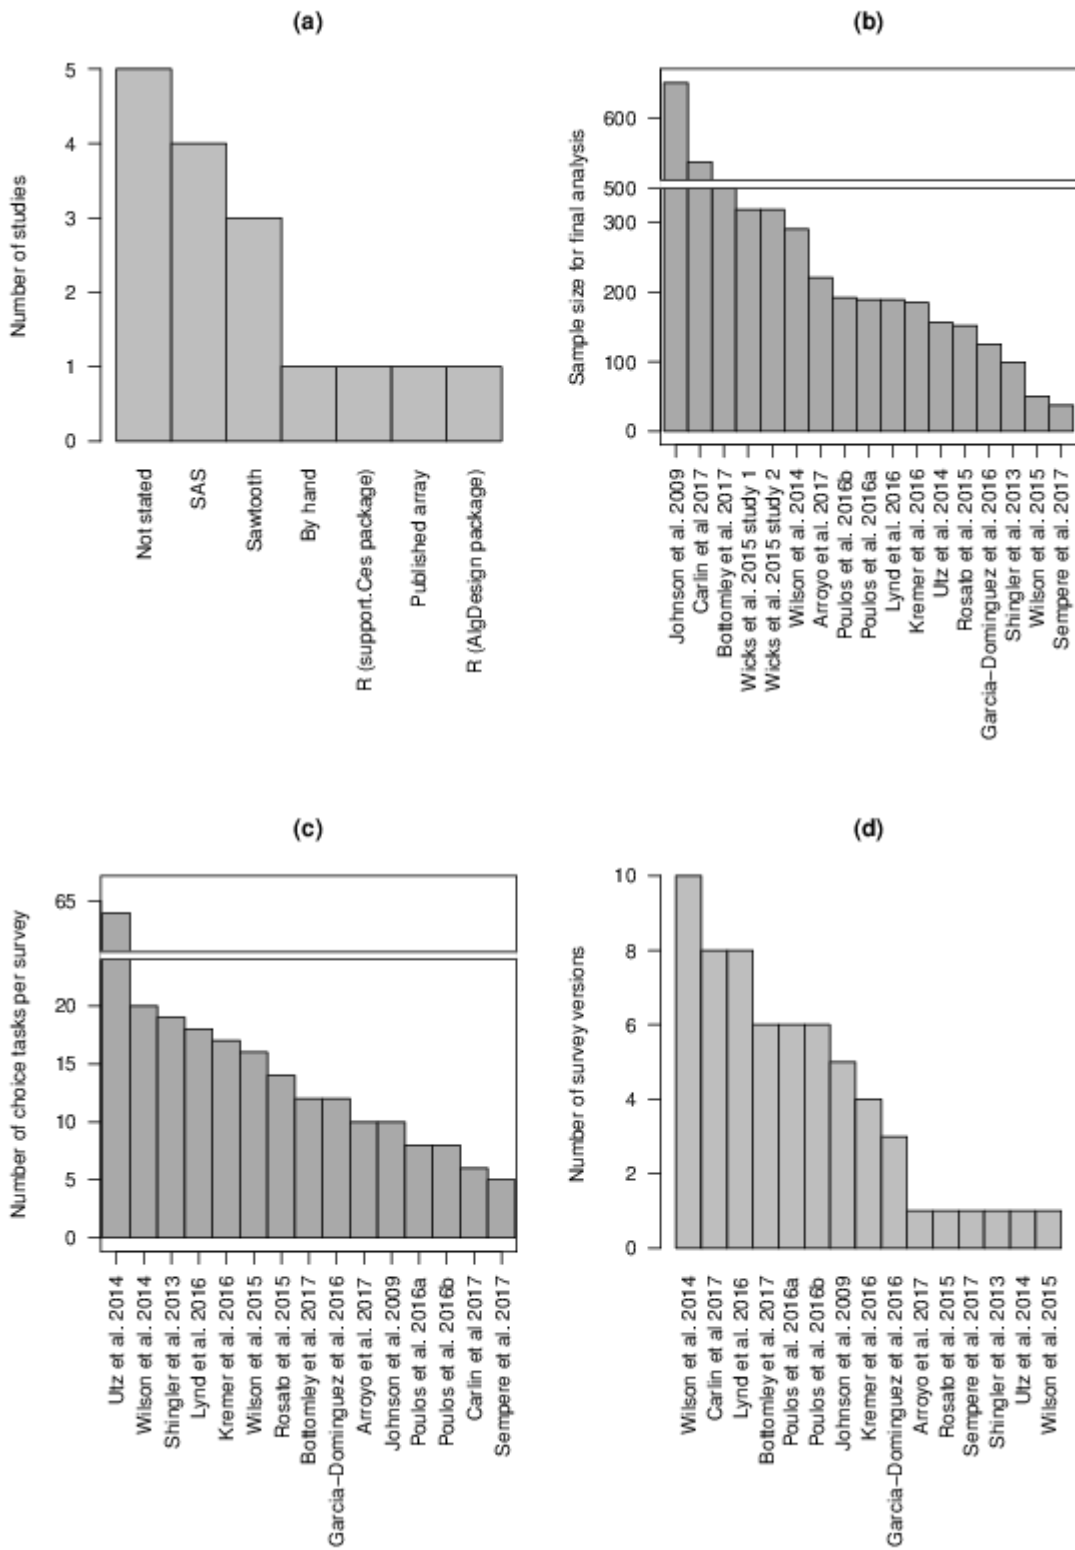 (a)
Number of studies
5
4
3
2
1
0
Not stated
SAS
Sawtooth
By hand
R (support.Ces package)
Published array
R (AlgDesign package)
(b)
Sample size for final analysis
600
500
300
200
100
0
Johnson et al. 2009
Carlin et al 2017
Bottomley et al. 2017
Wicks et al. 2015 study 1
Wicks et al. 2015 study 2
Wilson et al. 2014
Arroyo et al. 2017
Poulos et al. 2016b
Poulos et al. 2016a
Lynd et al. 2016
Kremer et al. 2016
Utz et al. 2014
Rosato et al. 2015
Garcia-Dominguez et al. 2016
Shingler et al. 2013
Wilson et al. 2015
Sempere et al. 2017
(c)
Number of choice tasks per survey
65
20
15
10
5
0
Utz et al. 2014
Wilson et al. 2014
Shingler et al. 2013
Lynd et al. 2016
Kremer et al. 2016
Wilson et al. 2015
Rosato et al. 2015
Bottomley et al. 2017
Garcia-Dominguez et al. 2016
Arroyo et al. 2017
Johnson et al. 2009
Poulos et al. 2016a
Poulos et al. 2016b
Carlin et al 2017
Sempere et al. 2017
(d)
Number of survey versions
10
8
6
4
2
0
Wilson et al. 2014
Carlin et al 2017
Lynd et al. 2016
Bottomley et al. 2017
Poulos et al. 2016a
Poulos et al. 2016b
Johnson et al. 2009
Kremer et al. 2016
Garcia-Dominguez et al. 2016
Arroyo et al. 2017
Rosato et al. 2015
Sempere et al. 2017
Shingler et al. 2013
Utz et al. 2014
Wilson et al. 2015